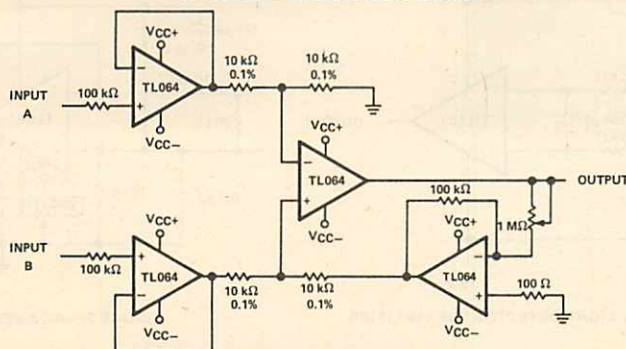 VCC+
10 kΩ
0.1%
10 kΩ
0.1%
INPUT
A
100 kΩ
TL064
VCC–
VCC+
TL064
VCC–
OUTPUT
100 kΩ
VCC+
1 MΩ
TL064
100 Ω
VCC–
INPUT
B
100 kΩ
VCC+
TL064
VCC–
10 kΩ
0.1%
10 kΩ
0.1%